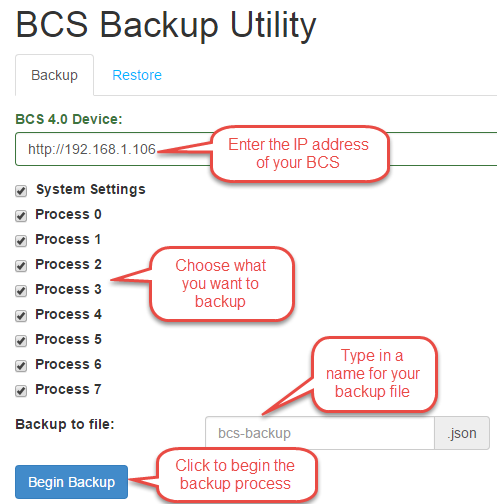 BCS Backup Utility
Backup
Restore
BCS 4.0 Device:
http://192.168.1.106
Enter the IP address
of your BCS
System Settings
Process 0
Process 1
Process 2
Process 3
Process 4
Process 5
Process 6
Process 7
Choose what
you want to
backup
Type in a
name for your
backup file
Backup to file:
bcs-backup
.json
Begin Backup
Click to begin the
backup process